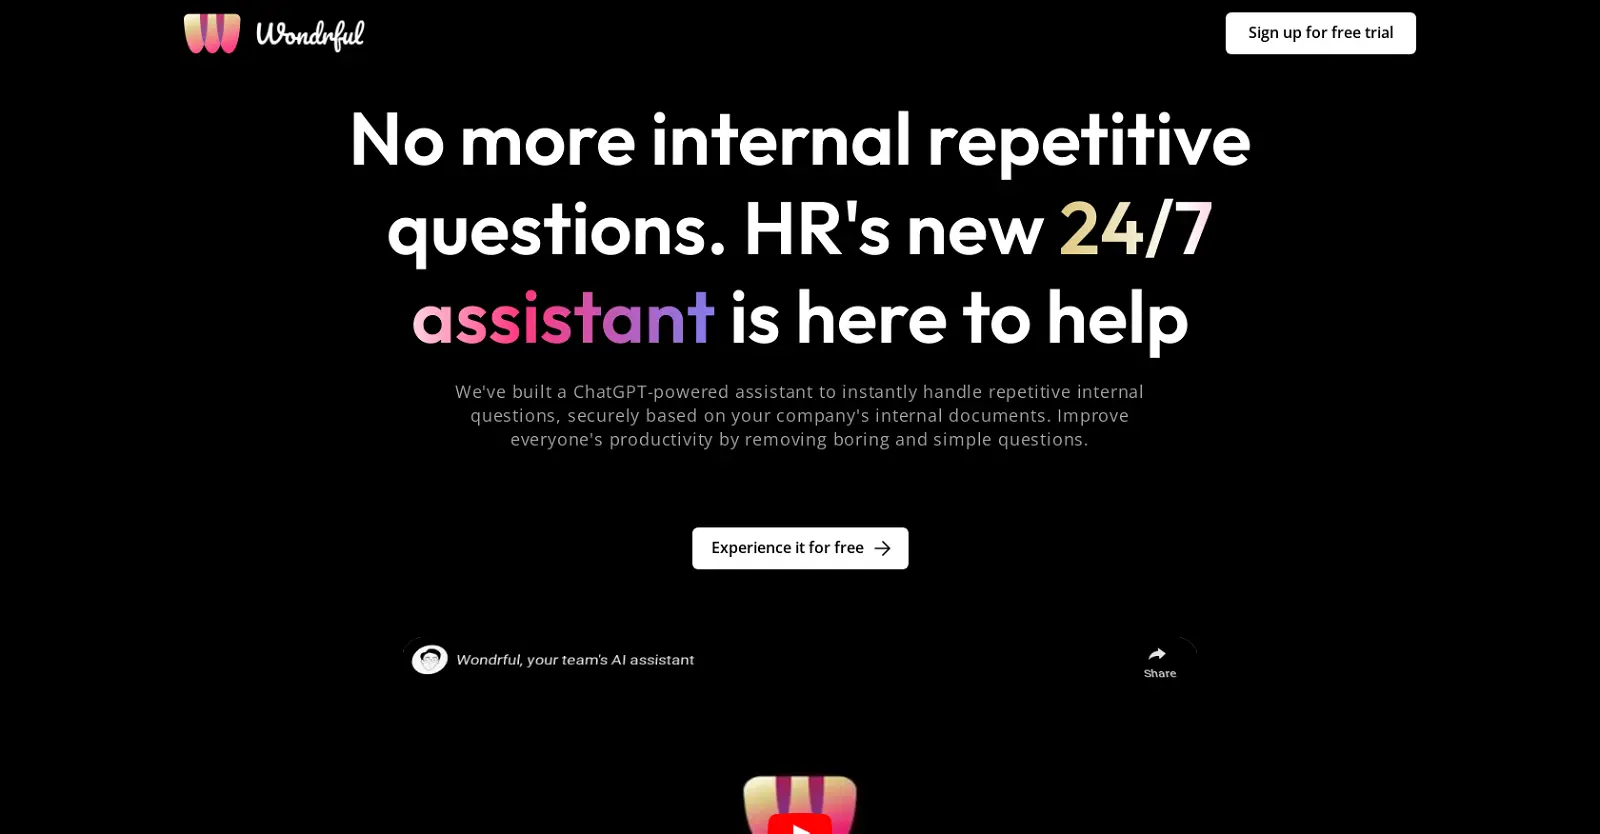 Wondrful
Sign up for free trial
No more internal repetitive
questions. HR's new 24/7
assistant is here to help
We've built a ChatGPT-powered assistant to instantly handle repetitive internal
questions, securely based on your company's internal documents. Improve
everyone's productivity by removing boring and simple questions.
Experience it for free
Wondrful, your team's AI assistant
Share